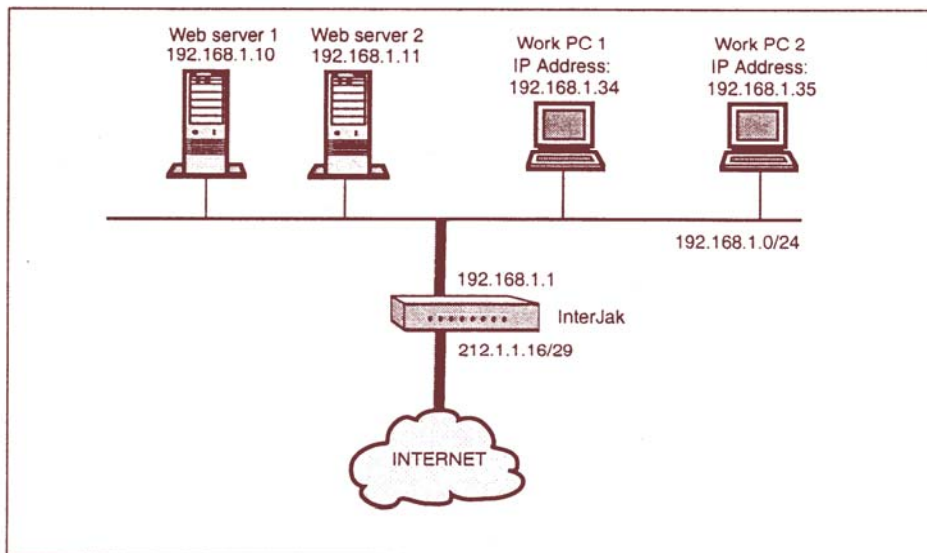 Web server 1
192.168.1.10
Web server 2
192.168.1.11
Work PC 1
IP Address:
192.168.1.34
Work PC 2
IP Address:
192.168.1.35
192.168.1.0/24
192.168.1.1
InterJak
212.1.1.16/29
INTERNET